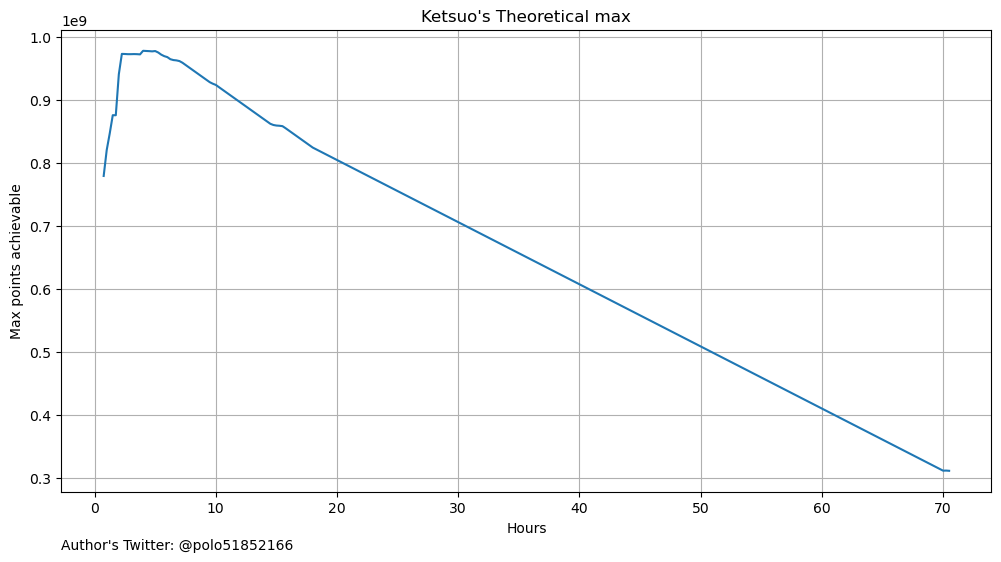 Ketsuo's Theoretical max
1e9
1.0
0.9
0.8
0.7
0.6
0.5
0.4
0.3
Max points achievable
0 10 20 30 40 50 60 70
Hours
Author's Twitter: @polo51852166